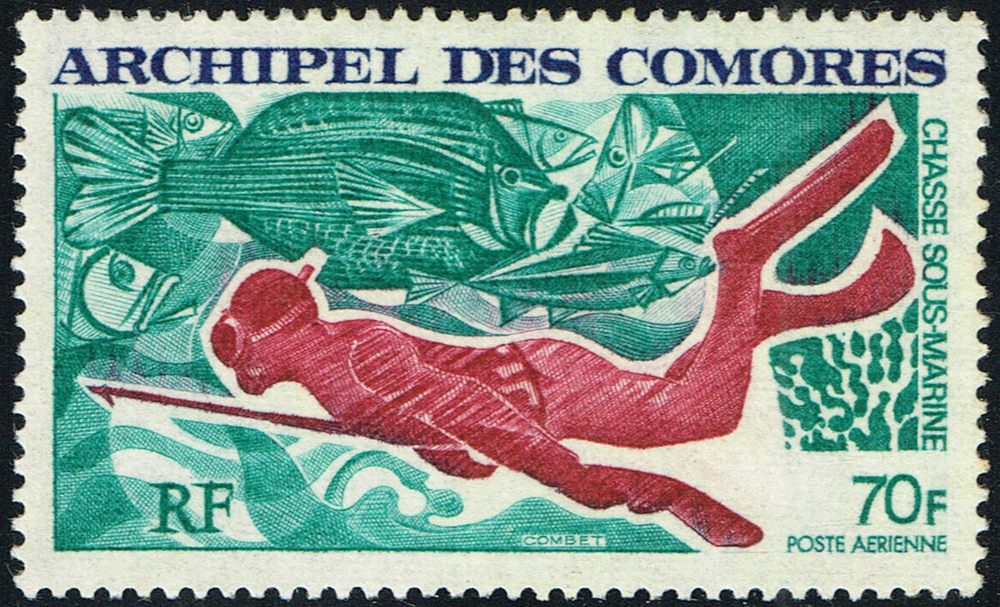 ARCHIPEL DES COMORES
CHASSE SOUS-MARINE
RF
COMBET
70F
POSTE AERIENNE